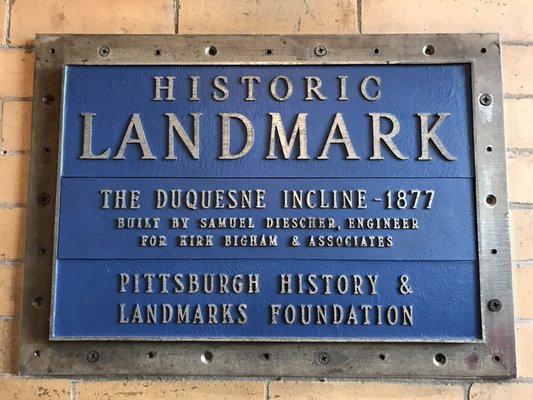 HISTORIC
LANDMARK
THE DUQUESNE INCLINE-1877
BUILT BY SAMUEL DIESCHER, ENGINEER
FOR KIRK BIGHAM & ASSOCIATES
PITTSBURGH HISTORY &
LANDMARKS FOUNDATION